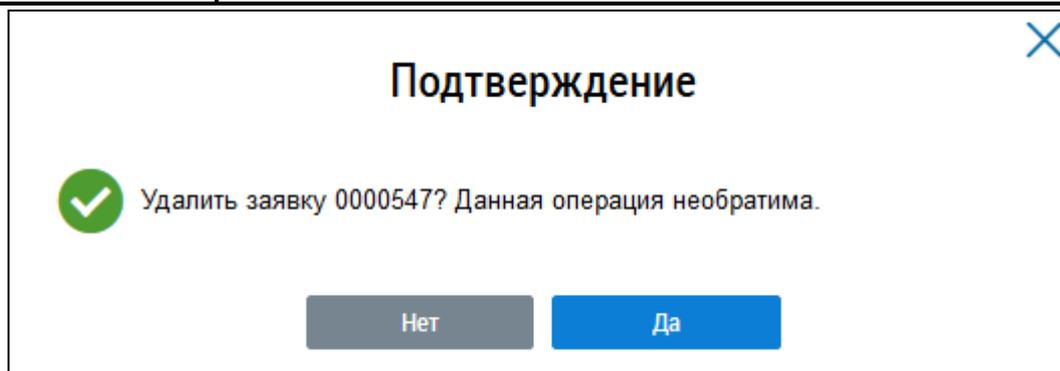 Подтверждение
Удалить заявку 0000547? Данная операция необратима.
Нет
Да